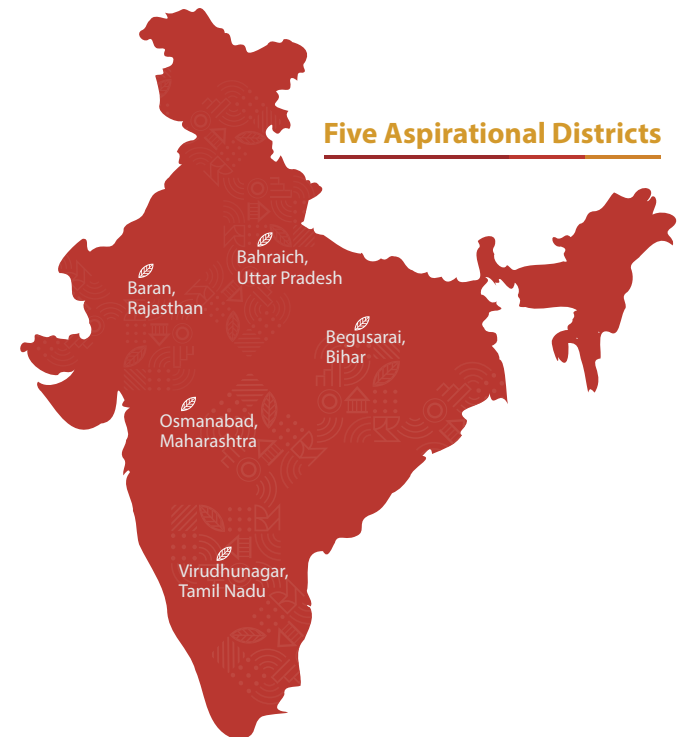 Five Aspirational Districts
Bahraich,
Uttar Pradesh
Baran,
Rajasthan
Begusarai,
Bihar
Osmanabad,
Maharashtra
Virudhunagar,
Tamil Nadu